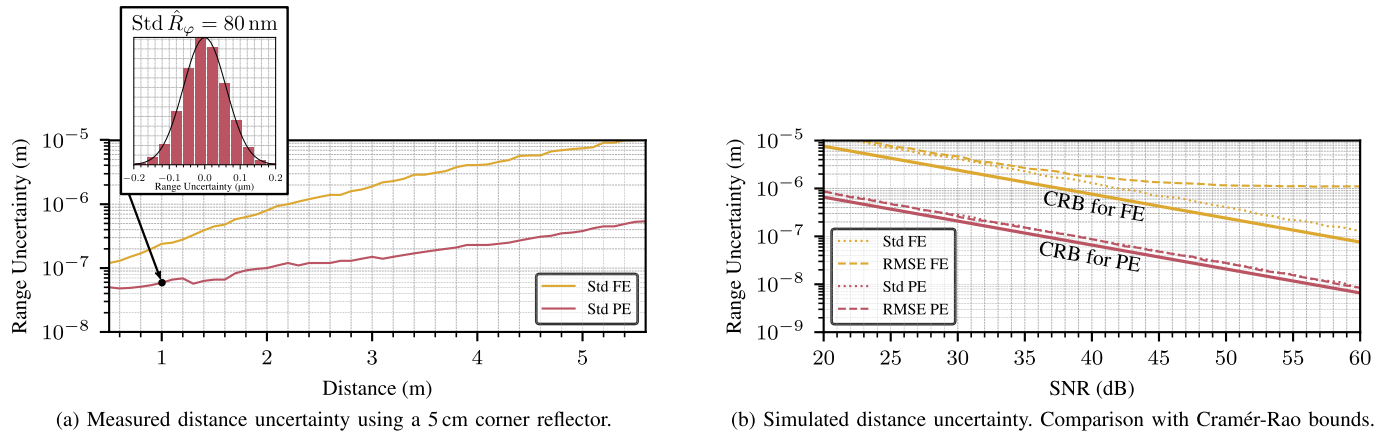 Std R̂_φ = 80 nm
−0.2 −0.1 0.0 0.1 0.2
Range Uncertainty (µm)
Range Uncertainty (m)
10⁻⁵
10⁻⁶
10⁻⁷
10⁻⁸
Std FE
Std PE
1 2 3 4 5
Distance (m)
(a) Measured distance uncertainty using a 5 cm corner reflector.
Range Uncertainty (m)
10⁻⁵
10⁻⁶
10⁻⁷
10⁻⁸
10⁻⁹
CRB for FE
CRB for PE
Std FE
RMSE FE
Std PE
RMSE PE
20 25 30 35 40 45 50 55 60
SNR (dB)
(b) Simulated distance uncertainty. Comparison with Cramér-Rao bounds.